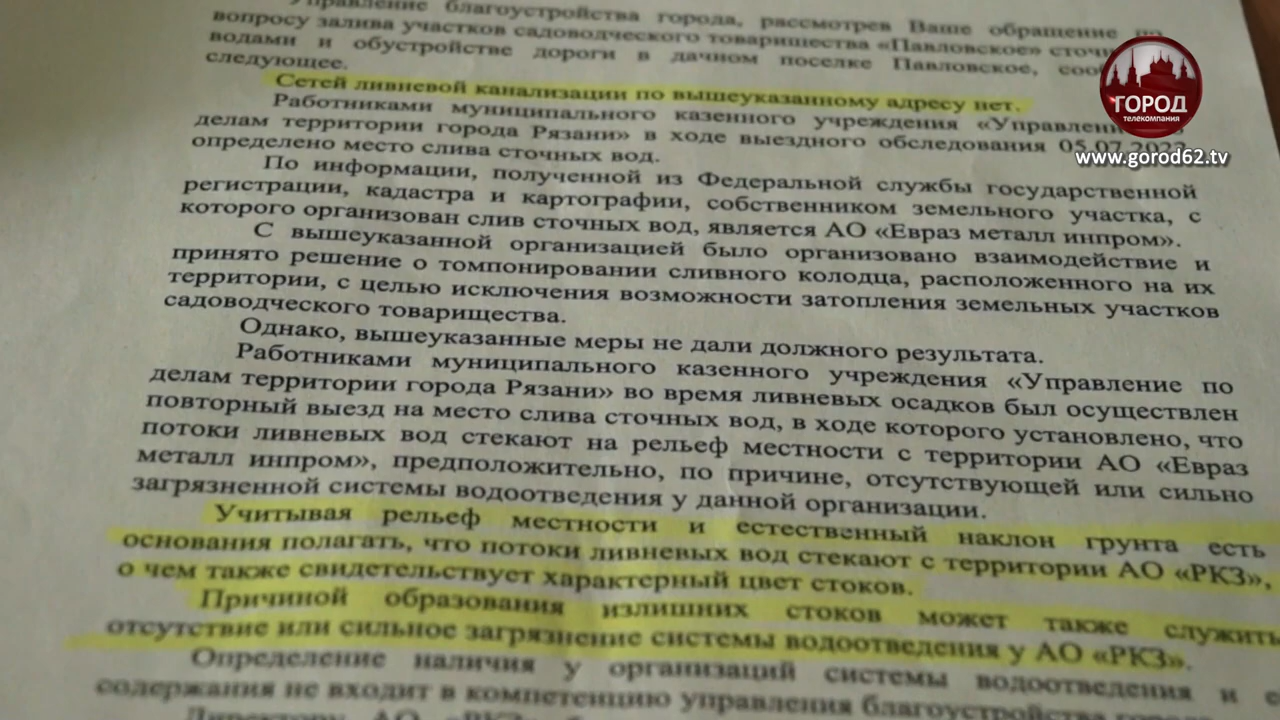 Управление благоустройства города, рассмотрев Ваше обращение по
вопросу залива участков садоводческого товарищества «Павловское»
водами и обустройстве дороги в дачном поселке Павловское,
следующее.
Сетей ливневой канализации по вышеуказанному адресу нет.
Работниками муниципального казенного учреждения «Управление
делам территории города Рязани» в ходе выездного обследования
определено место слива сточных вод.
По информации, полученной из Федеральной службы государственной
регистрации, кадастра и картографии, собственником земельного участка, с
которого организован слив сточных вод, является АО «Евраз металл инпром».
С вышеуказанной организацией было организовано взаимодействие и
принято решение о томпонировании сливного колодца, расположенного на их
территории, с целью исключения возможности затопления земельных участков
садоводческого товарищества.
Однако, вышеуказанные меры не дали должного результата.
Работниками муниципального казенного учреждения «Управление по
делам территории города Рязани» во время ливневых осадков был осуществлен
повторный выезд на место слива сточных вод, в ходе которого установлено, что
потоки ливневых вод стекают на рельеф местности с территории АО «Евраз
металл инпром», предположительно, по причине, отсутствующей или сильно
загрязненной системы водоотведения у данной организации.
Учитывая рельеф местности и естественный наклон грунта есть
основания полагать, что потоки ливневых вод стекают с территории АО «РКЗ»,
о чем также свидетельствует характерный цвет стоков.
Причиной образования излишних стоков может также служить
отсутствие или сильное загрязнение системы водоотведения у АО «РКЗ».
Определение наличия у организаций системы водоотведения и
содержания не входит в компетенцию управления благоустройства
Директору АО «РКЗ»
ГОРОД
телекомпания
www.gorod62.tv